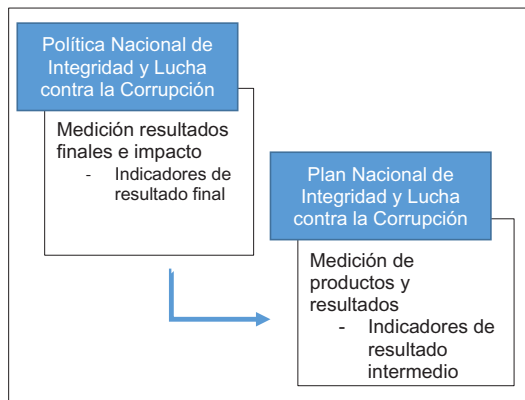 Política Nacional de
Integridad y Lucha
contra la Corrupción
Medición resultados
finales e impacto
- Indicadores de
resultado final
Plan Nacional de
Integridad y Lucha
contra la Corrupción
Medición de
productos y
resultados
- Indicadores de
resultado
intermedio